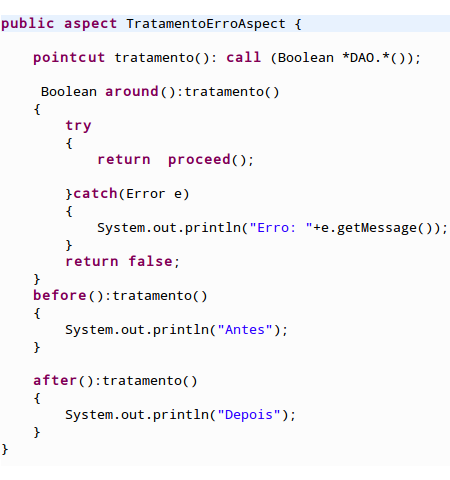 public aspect TratamentoErroAspect {
pointcut tratamento(): call (Boolean *DAO.*());
Boolean around():tratamento()
{
try
{
return proceed();
}catch(Error e)
{
System.out.println("Erro: "+e.getMessage());
}
return false;
}
before():tratamento()
{
System.out.println("Antes");
}
after():tratamento()
{
System.out.println("Depois");
}
}